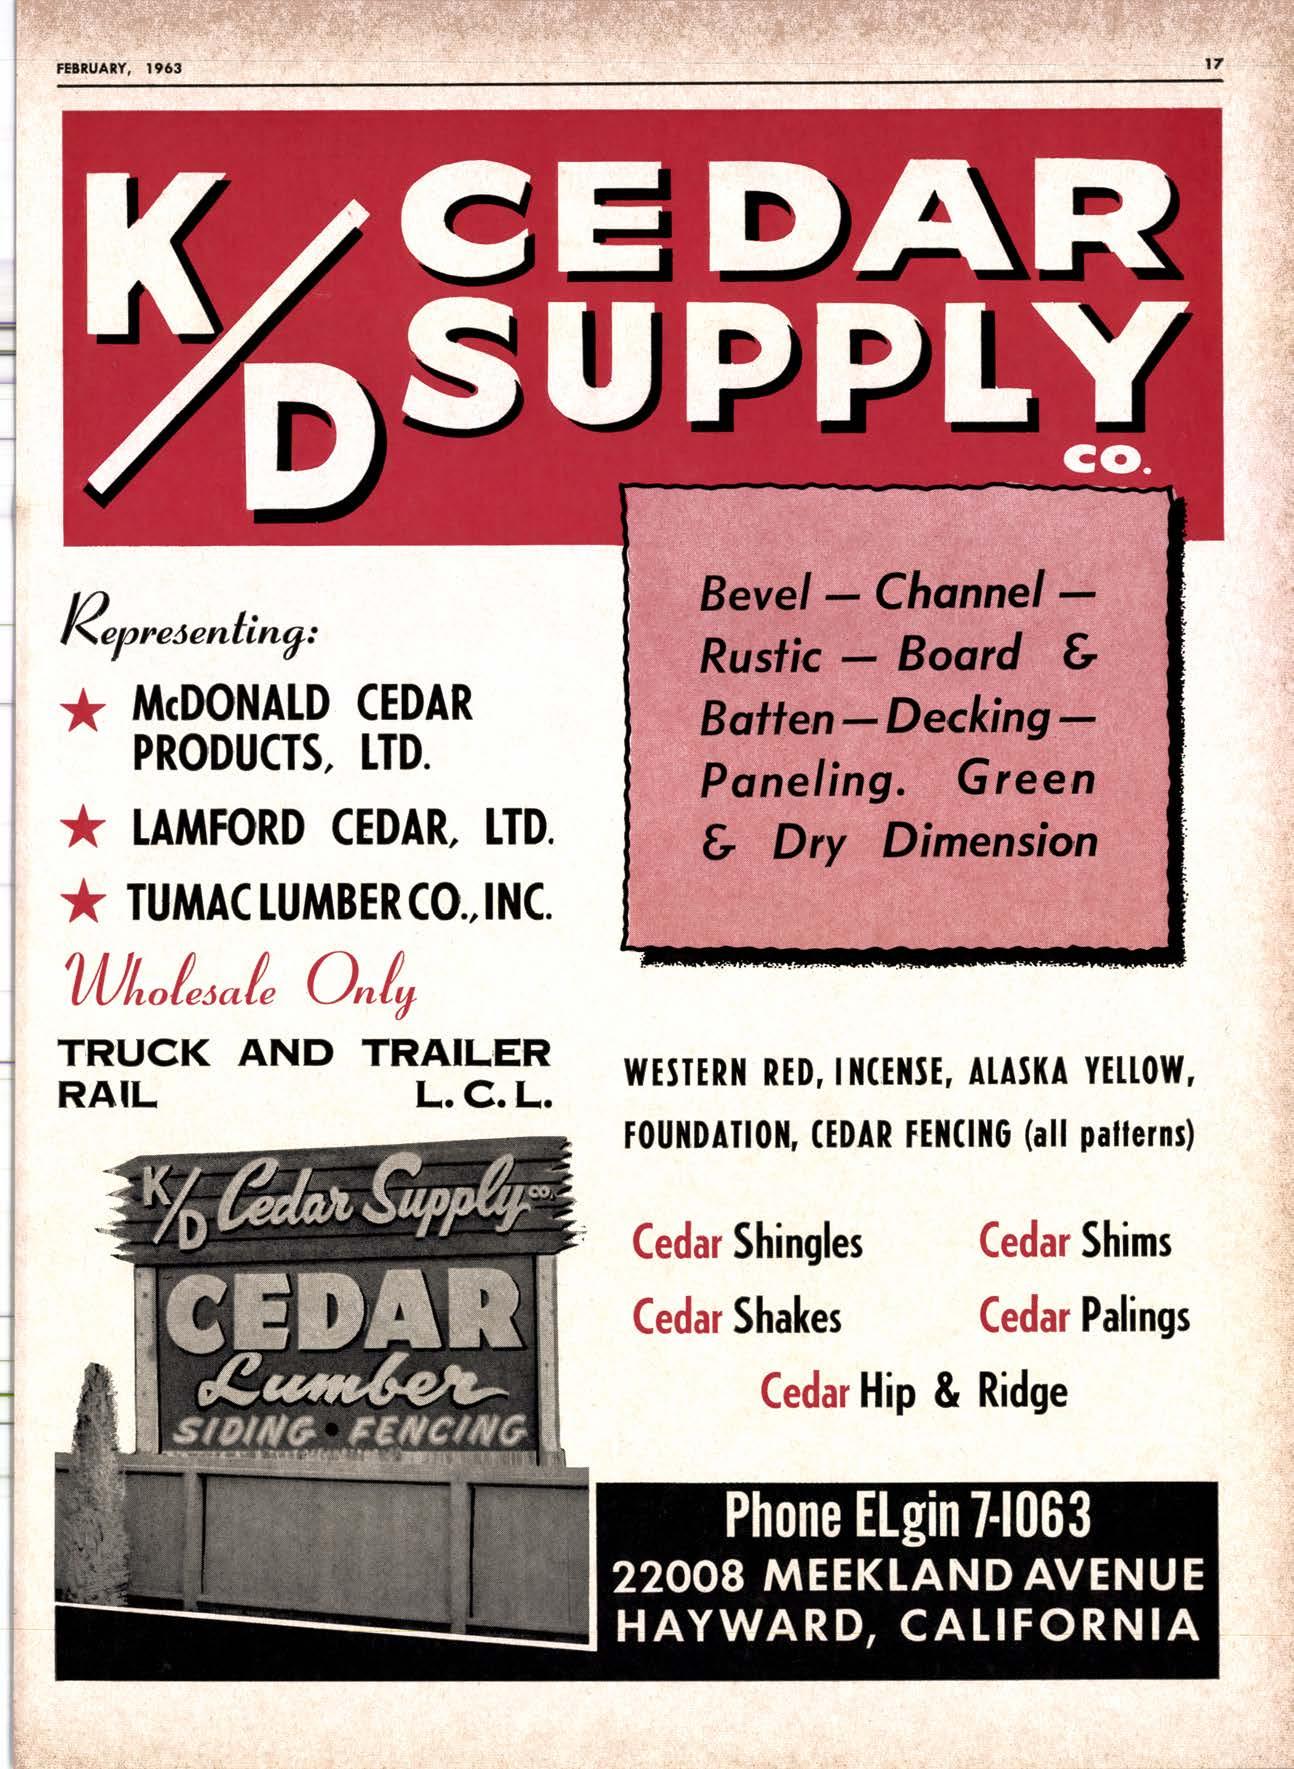 FEBRUARY, 1963
17
K/D
CEDAR
SUPPLY
CO.
Representing:
★ McDONALD CEDAR
PRODUCTS, LTD.
★ LAMFORD CEDAR, LTD.
★ TUMAC LUMBER CO., INC.
Wholesale Only
TRUCK AND TRAILER
RAIL L. C. L.
Bevel — Channel —
Rustic — Board &
Batten — Decking —
Paneling. Green
& Dry Dimension
WESTERN RED, INCENSE, ALASKA YELLOW,
FOUNDATION, CEDAR FENCING (all patterns)
Cedar Shingles Cedar Shims
Cedar Shakes Cedar Palings
Cedar Hip & Ridge
K/D Cedar Supply CO.
CEDAR
Lumber
SIDING • FENCING
Phone ELgin 7-1063
22008 MEEKLAND AVENUE
HAYWARD, CALIFORNIA